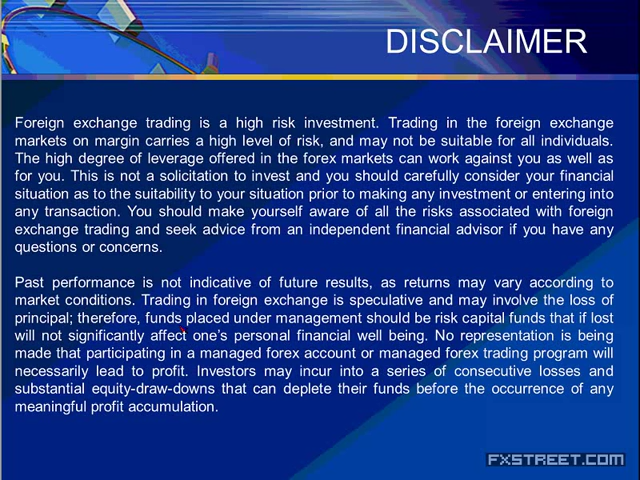 DISCLAIMER
Foreign exchange trading is a high risk investment. Trading in the foreign exchange
markets on margin carries a high level of risk, and may not be suitable for all individuals.
The high degree of leverage offered in the forex markets can work against you as well as
for you. This is not a solicitation to invest and you should carefully consider your financial
situation as to the suitability to your situation prior to making any investment or entering into
any transaction. You should make yourself aware of all the risks associated with foreign
exchange trading and seek advice from an independent financial advisor if you have any
questions or concerns.
Past performance is not indicative of future results, as returns may vary according to
market conditions. Trading in foreign exchange is speculative and may involve the loss of
principal; therefore, funds placed under management should be risk capital funds that if lost
will not significantly affect one’s personal financial well being. No representation is being
made that participating in a managed forex account or managed forex trading program will
necessarily lead to profit. Investors may incur into a series of consecutive losses and
substantial equity-draw-downs that can deplete their funds before the occurrence of any
meaningful profit accumulation.
FXSTREET.COM